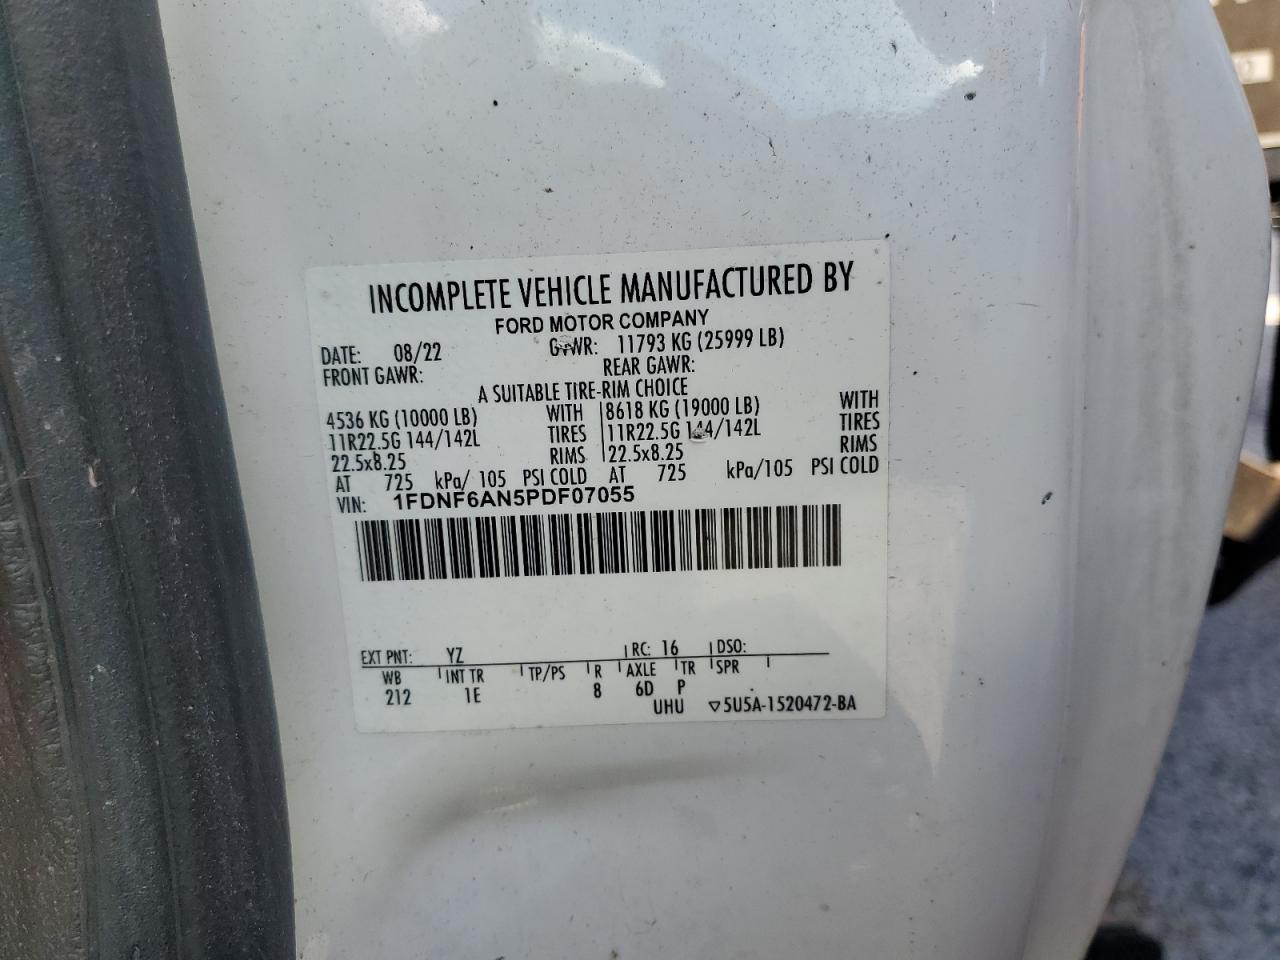 INCOMPLETE VEHICLE MANUFACTURED BY
FORD MOTOR COMPANY
DATE: 08/22 GVWR: 11793 KG (25999 LB)
FRONT GAWR: REAR GAWR:
A SUITABLE TIRE-RIM CHOICE
4536 KG (10000 LB) WITH 8618 KG (19000 LB) WITH
11R22.5G 144/142L TIRES 11R22.5G 144/142L TIRES
22.5x8.25 RIMS 22.5x8.25 RIMS
AT 725 kPa/ 105 PSI COLD AT 725 kPa/105 PSI COLD
VIN: 1FDNF6AN5PDF07055
EXT PNT: YZ RC: 16 DSO:
WB INT TR TP/PS R AXLE TR SPR
212 1E 8 6D P
UHU ▽5U5A-1520472-BA